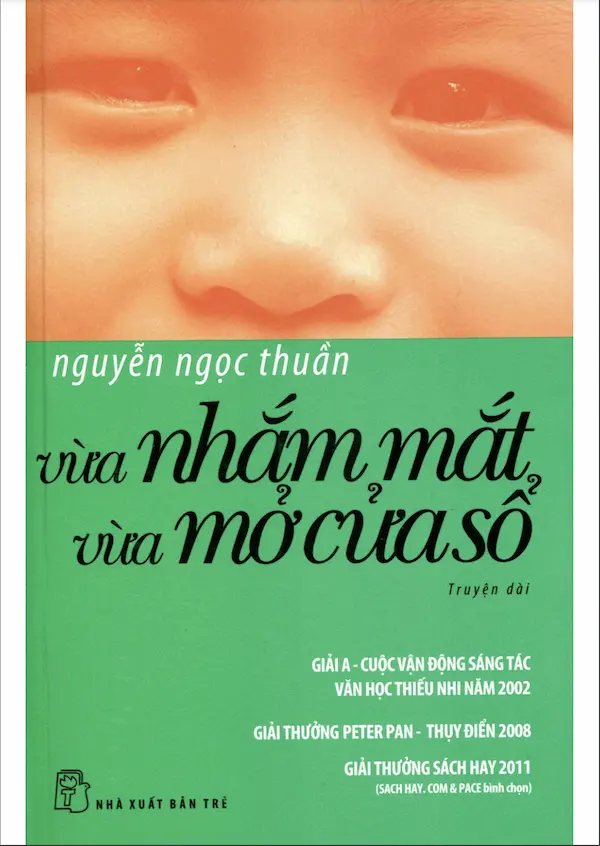 nguyễn ngọc thuần
vừa nhắm mắt
vừa mở cửa sổ
Truyện dài
GIẢI A - CUỘC VẬN ĐỘNG SÁNG TÁC
VĂN HỌC THIẾU NHI NĂM 2002
GIẢI THƯỞNG PETER PAN - THỤY ĐIỂN 2008
GIẢI THƯỞNG SÁCH HAY 2011
(SACH HAY. COM & PACE bình chọn)
T
NHÀ XUẤT BẢN TRẺ